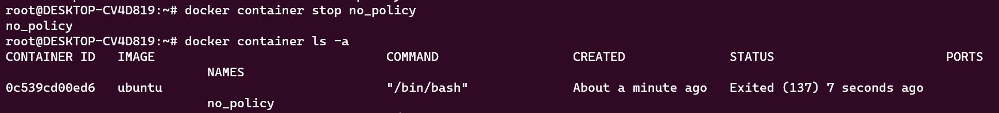 root@DESKTOP-CV4D819:~# docker container stop no_policy
no_policy
root@DESKTOP-CV4D819:~# docker container ls -a
CONTAINER ID   IMAGE                               COMMAND                  CREATED              STATUS                       PORTS
                           NAMES
0c539cd00ed6   ubuntu                              "/bin/bash"              About a minute ago   Exited (137) 7 seconds ago
                           no_policy